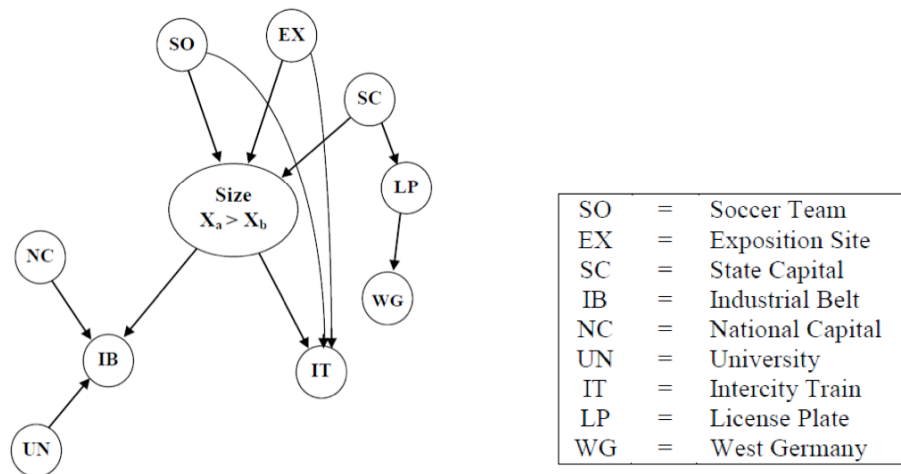 SO
EX
SC
Size
Xa > Xb
LP
NC
WG
IB
IT
UN
SO = Soccer Team
EX = Exposition Site
SC = State Capital
IB = Industrial Belt
NC = National Capital
UN = University
IT = Intercity Train
LP = License Plate
WG = West Germany